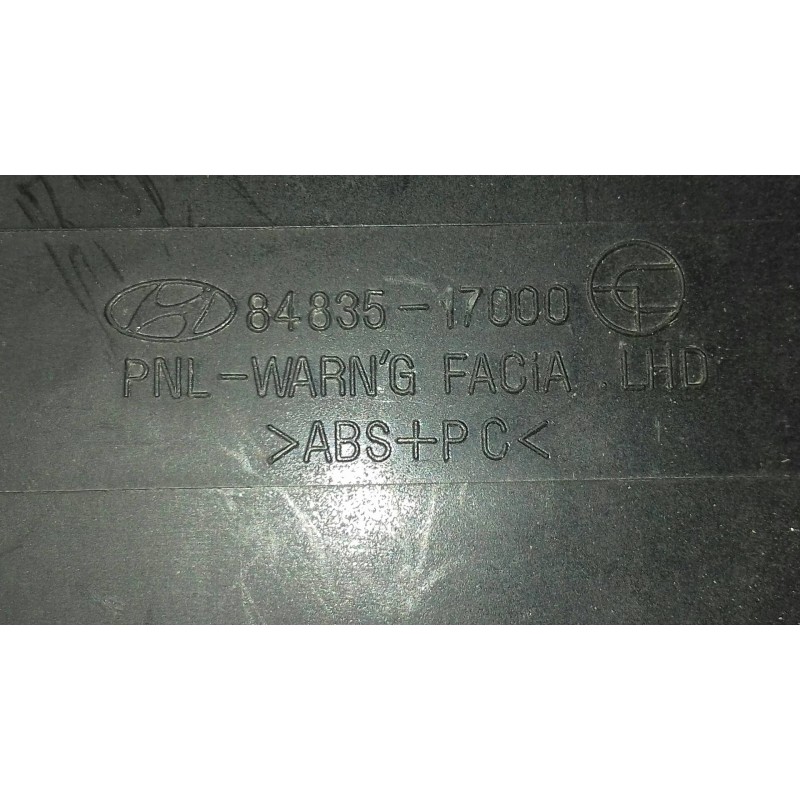 84835-17000
PNL-WARN'G FACiA .LHD
>ABS+PC<